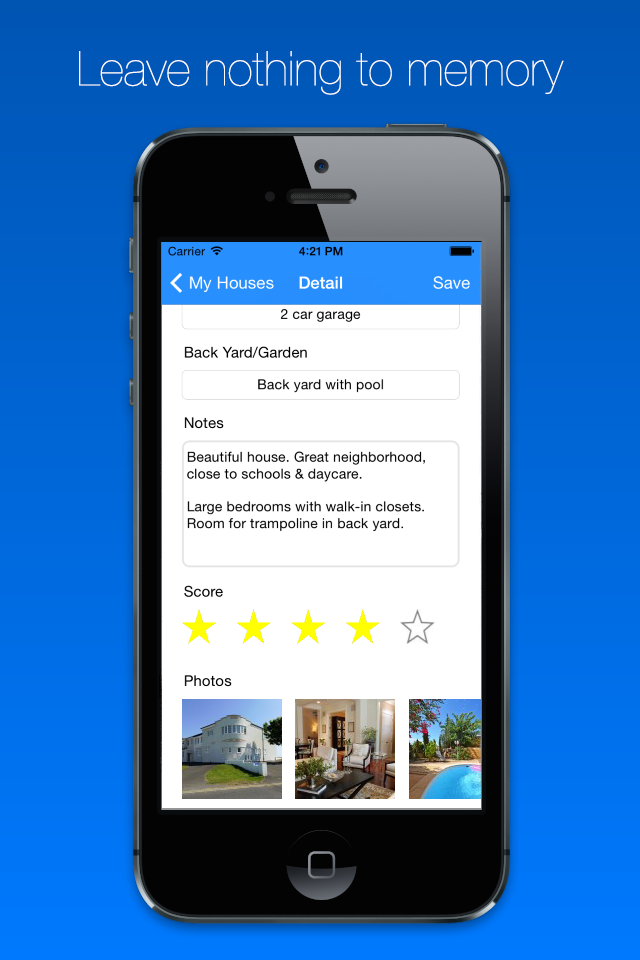 Leave nothing to memory
Carrier 4:21 PM
My Houses Detail Save
2 car garage
Back Yard/Garden
Back yard with pool
Notes
Beautiful house. Great neighborhood,
close to schools & daycare.
Large bedrooms with walk-in closets.
Room for trampoline in back yard.
Score
Photos